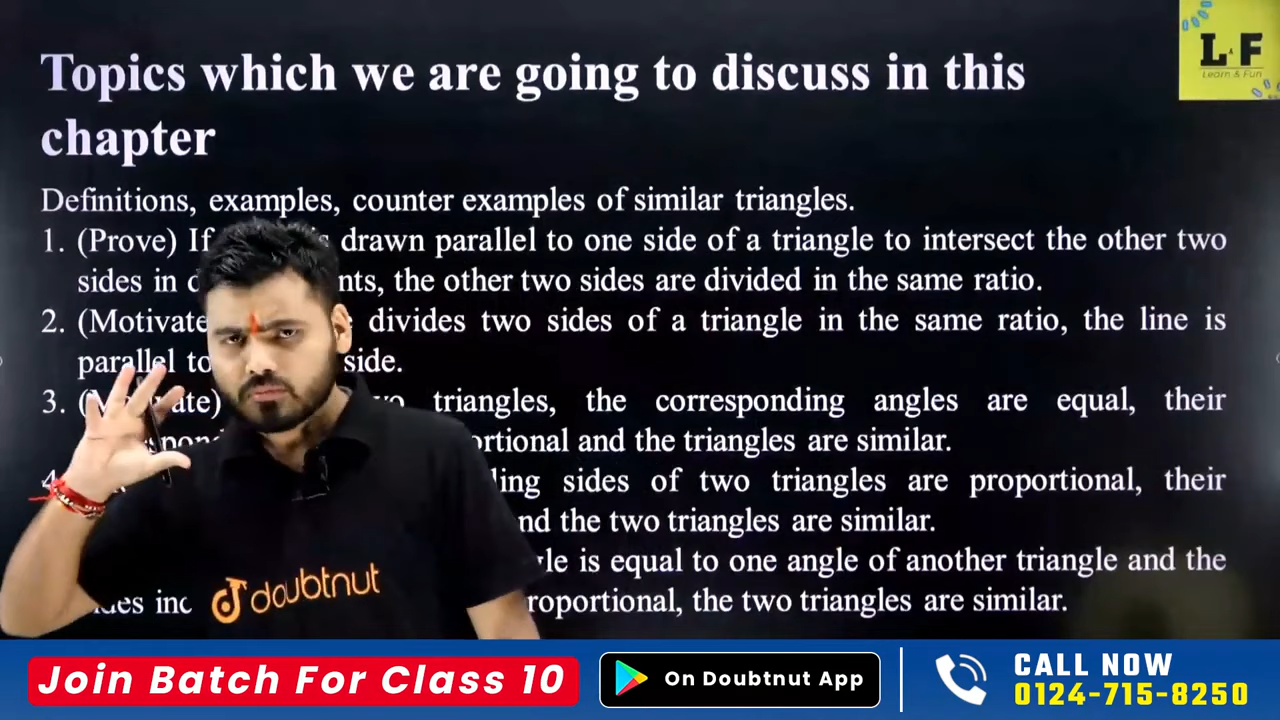 Topics which we are going to discuss in this
chapter
L & F
Learn & Fun
Definitions, examples, counter examples of similar triangles.
1. (Prove) If drawn parallel to one side of a triangle to intersect the other two
sides in the other two sides are divided in the same ratio.
2. (Motivate divides two sides of a triangle in the same ratio, the line is
parallel to side.
3. triangles, the corresponding angles are equal, their
and the triangles are similar.
4. sides of two triangles are proportional, their
the two triangles are similar.
is equal to one angle of another triangle and the
the two triangles are similar.
doubtnut
Join Batch For Class 10
On Doubtnut App
CALL NOW
0124-715-8250